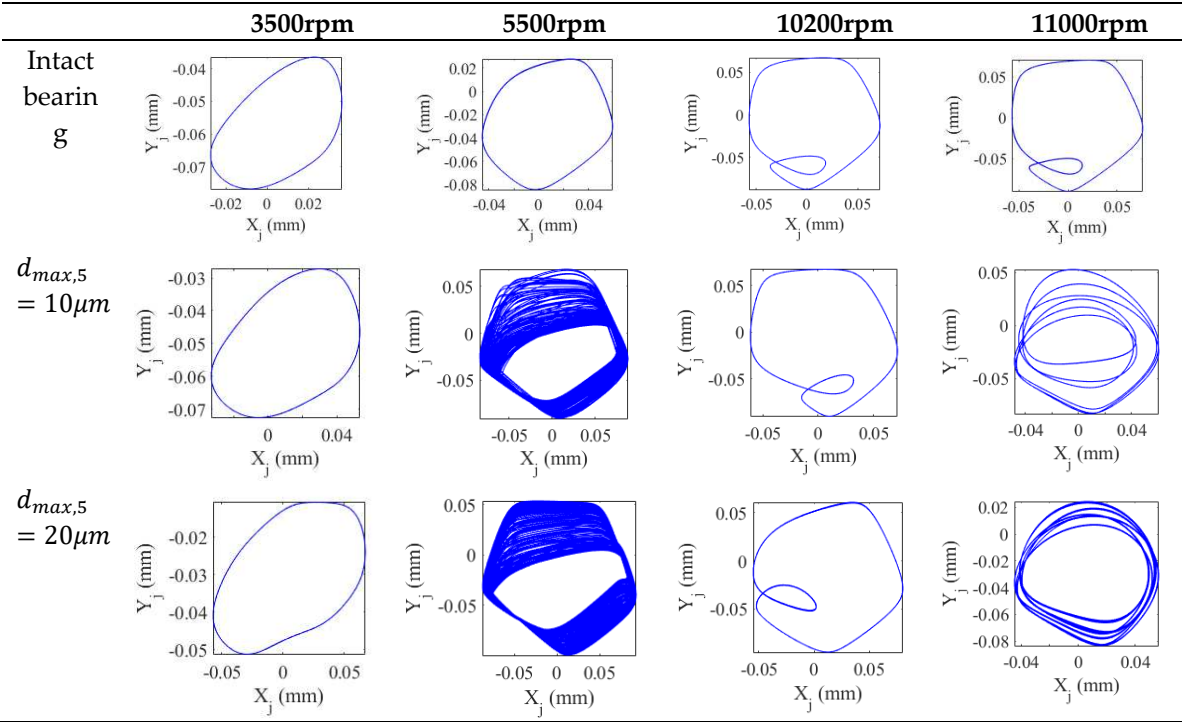 3500rpm 5500rpm 10200rpm 11000rpm
Intact
bearin
g
Y_j (mm)
-0.04
-0.05
-0.06
-0.07
-0.02 0 0.02
X_j (mm)
Y_j (mm)
0.02
0
-0.02
-0.04
-0.06
-0.08
-0.04 0 0.04
X_j (mm)
Y_j (mm)
0.05
0
-0.05
-0.05 0 0.05
X_j (mm)
Y_j (mm)
0.05
0
-0.05
-0.05 0 0.05
X_j (mm)
d_{max,5}
= 10μm
Y_j (mm)
-0.03
-0.04
-0.05
-0.06
-0.07
0 0.04
X_j (mm)
Y_j (mm)
0.05
0
-0.05
-0.05 0 0.05
X_j (mm)
Y_j (mm)
0.05
0
-0.05
-0.05 0 0.05
X_j (mm)
Y_j (mm)
0.05
0
-0.05
-0.04 0 0.04
X_j (mm)
d_{max,5}
= 20μm
Y_j (mm)
-0.02
-0.03
-0.04
-0.05
-0.05 0 0.05
X_j (mm)
Y_j (mm)
0.05
0
-0.05
-0.05 0 0.05
X_j (mm)
Y_j (mm)
0.05
0
-0.05
-0.05 0 0.05
X_j (mm)
Y_j (mm)
0.02
0
-0.02
-0.04
-0.06
-0.08
-0.04 0 0.04
X_j (mm)